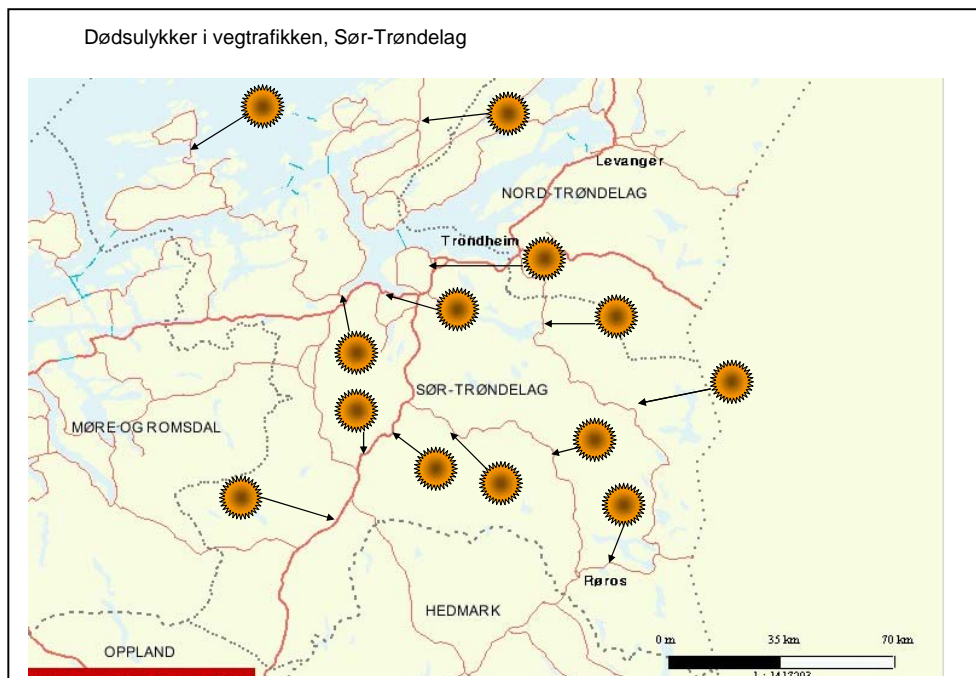 Dødsulykker i vegtrafikken, Sør-Trøndelag
Levanger
NORD-TRØNDELAG
Trondheim
SØR-TRØNDELAG
MØRE OG ROMSDAL
Røros
HEDMARK
OPPLAND
0 m 35 km 70 km